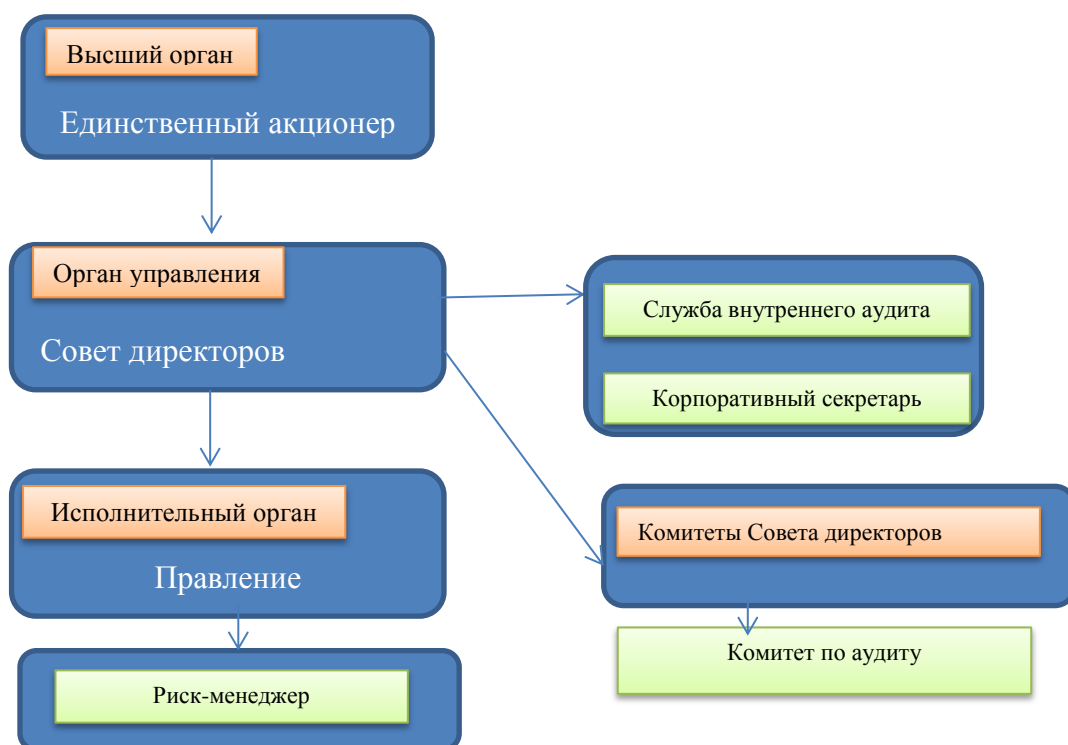 Высший орган
Единственный акционер
Орган управления
Совет директоров
Служба внутреннего аудита
Корпоративный секретарь
Исполнительный орган
Правление
Комитеты Совета директоров
Комитет по аудиту
Риск-менеджер